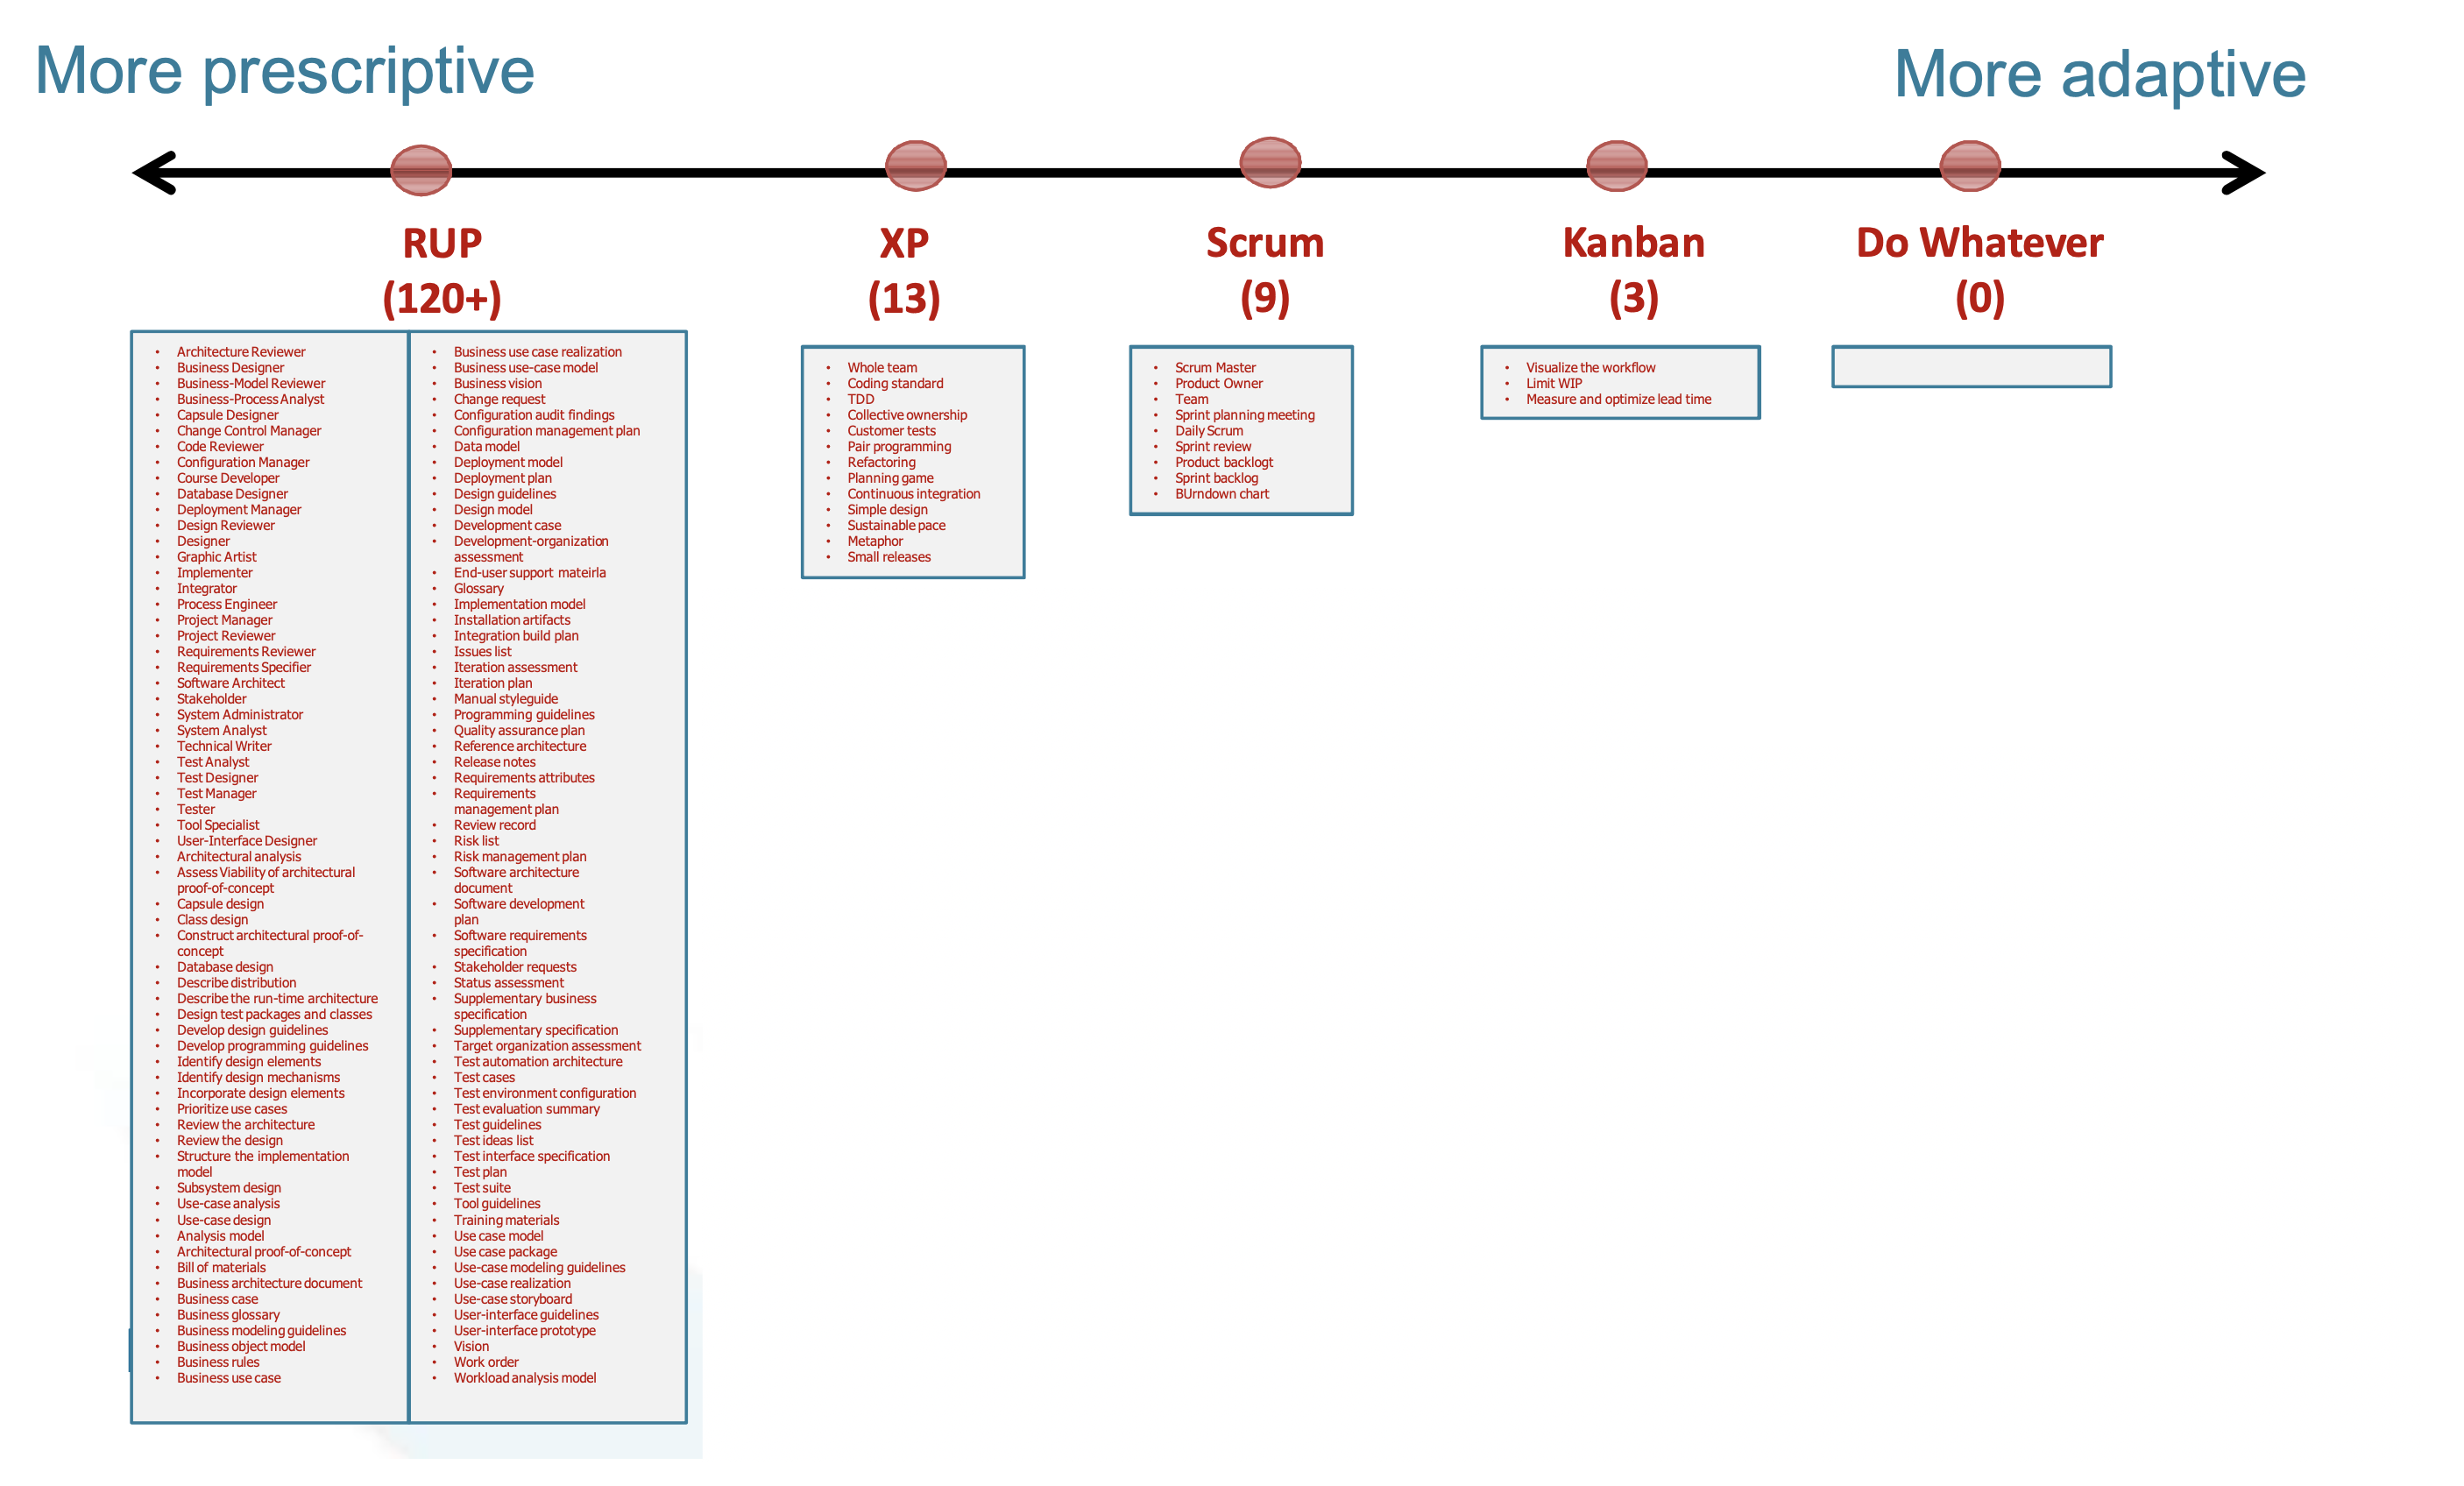 More prescriptive
More adaptive
RUP
(120+)
XP
(13)
Scrum
(9)
Kanban
(3)
Do Whatever
(0)
• Architecture Reviewer
• Business Designer
• Business-Model Reviewer
• Business-Process Analyst
• Capsule Designer
• Change Control Manager
• Code Reviewer
• Configuration Manager
• Course Developer
• Database Designer
• Deployment Manager
• Design Reviewer
• Designer
• Graphic Artist
• Implementer
• Integrator
• Process Engineer
• Project Manager
• Project Reviewer
• Requirements Reviewer
• Requirements Specifier
• Software Architect
• Stakeholder
• System Administrator
• System Analyst
• Technical Writer
• Test Analyst
• Test Designer
• Test Manager
• Tester
• Tool Specialist
• User-Interface Designer
• Architectural analysis
• Assess Viability of architectural
proof-of-concept
• Capsule design
• Class design
• Construct architectural proof-of-
concept
• Database design
• Describe distribution
• Describe the run-time architecture
• Design test packages and classes
• Develop design guidelines
• Develop programming guidelines
• Identify design elements
• Identify design mechanisms
• Incorporate design elements
• Prioritize use cases
• Review the architecture
• Review the design
• Structure the implementation
model
• Subsystem design
• Use-case analysis
• Use-case design
• Analysis model
• Architectural proof-of-concept
• Bill of materials
• Business architecture document
• Business case
• Business glossary
• Business modeling guidelines
• Business object model
• Business rules
• Business use case
• Business use case realization
• Business use-case model
• Business vision
• Change request
• Configuration audit findings
• Configuration management plan
• Data model
• Deployment model
• Deployment plan
• Design guidelines
• Design model
• Development case
• Development-organization
assessment
• End-user support mateirla
• Glossary
• Implementation model
• Installation artifacts
• Integration build plan
• Issues list
• Iteration assessment
• Iteration plan
• Manual styleguide
• Programming guidelines
• Quality assurance plan
• Reference architecture
• Release notes
• Requirements attributes
• Requirements
management plan
• Review record
• Risk list
• Risk management plan
• Software architecture
document
• Software development
plan
• Software requirements
specification
• Stakeholder requests
• Status assessment
• Supplementary business
specification
• Supplementary specification
• Target organization assessment
• Test automation architecture
• Test cases
• Test environment configuration
• Test evaluation summary
• Test guidelines
• Test ideas list
• Test interface specification
• Test plan
• Test suite
• Tool guidelines
• Training materials
• Use case model
• Use case package
• Use-case modeling guidelines
• Use-case realization
• Use-case storyboard
• User-interface guidelines
• User-interface prototype
• Vision
• Work order
• Workload analysis model
• Whole team
• Coding standard
• TDD
• Collective ownership
• Customer tests
• Pair programming
• Refactoring
• Planning game
• Continuous integration
• Simple design
• Sustainable pace
• Metaphor
• Small releases
• Scrum Master
• Product Owner
• Team
• Sprint planning meeting
• Daily Scrum
• Sprint review
• Product backlogt
• Sprint backlog
• BUrndown chart
• Visualize the workflow
• Limit WIP
• Measure and optimize lead time